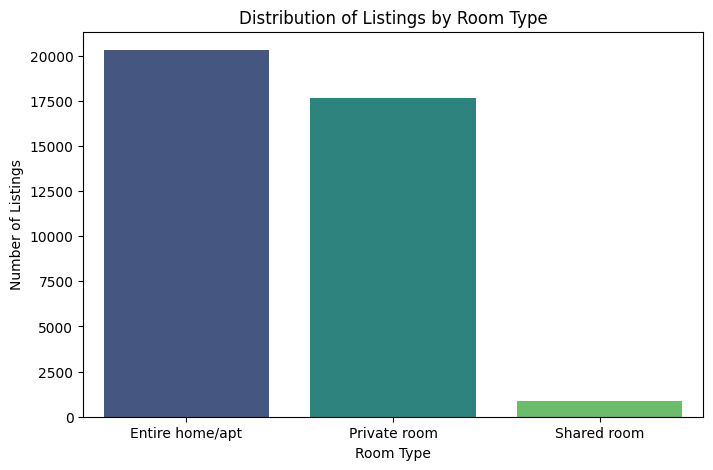 Distribution of Listings by Room Type
Number of Listings
20000
17500
15000
12500
10000
7500
5000
2500
0
Entire home/apt
Private room
Shared room
Room Type